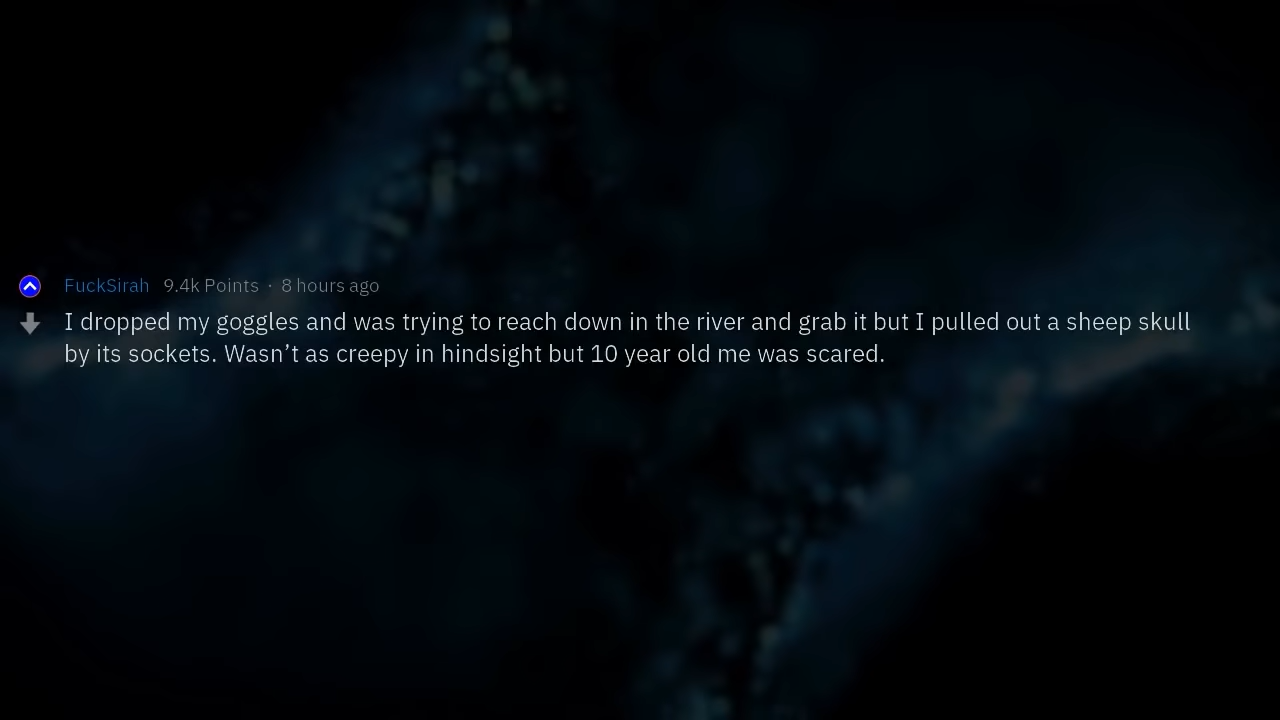 FuckSirah 9.4k Points · 8 hours ago
I dropped my goggles and was trying to reach down in the river and grab it but I pulled out a sheep skull
by its sockets. Wasn’t as creepy in hindsight but 10 year old me was scared.